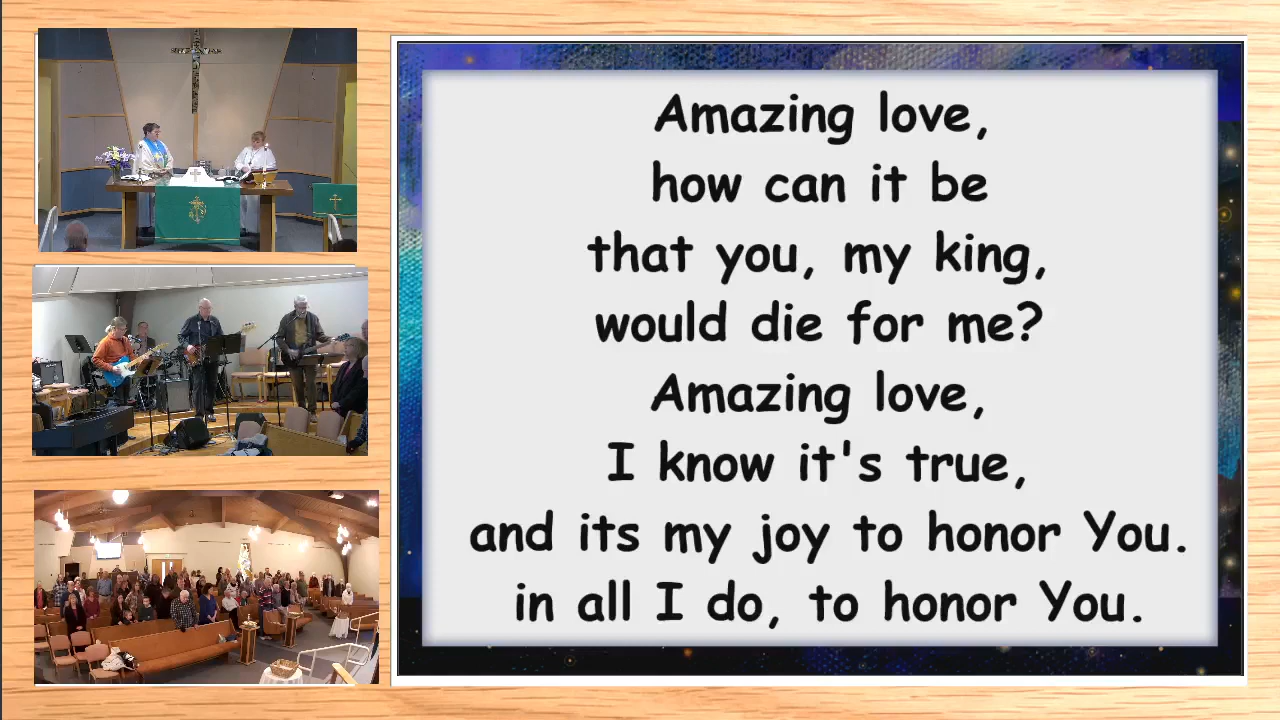 Amazing love,
how can it be
that you, my king,
would die for me?
Amazing love,
I know it's true,
and its my joy to honor You.
in all I do, to honor You.